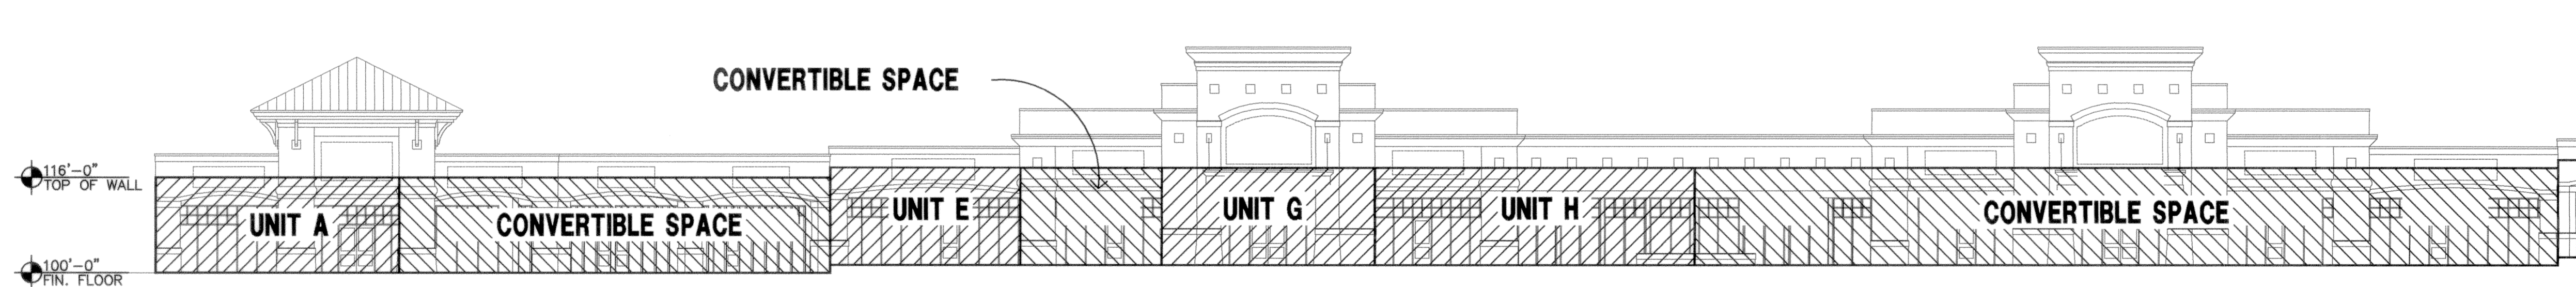 CONVERTIBLE SPACE
116'-0"
TOP OF WALL
UNIT A
CONVERTIBLE SPACE
UNIT E
UNIT G
UNIT H
CONVERTIBLE SPACE
100'-0"
FIN. FLOOR